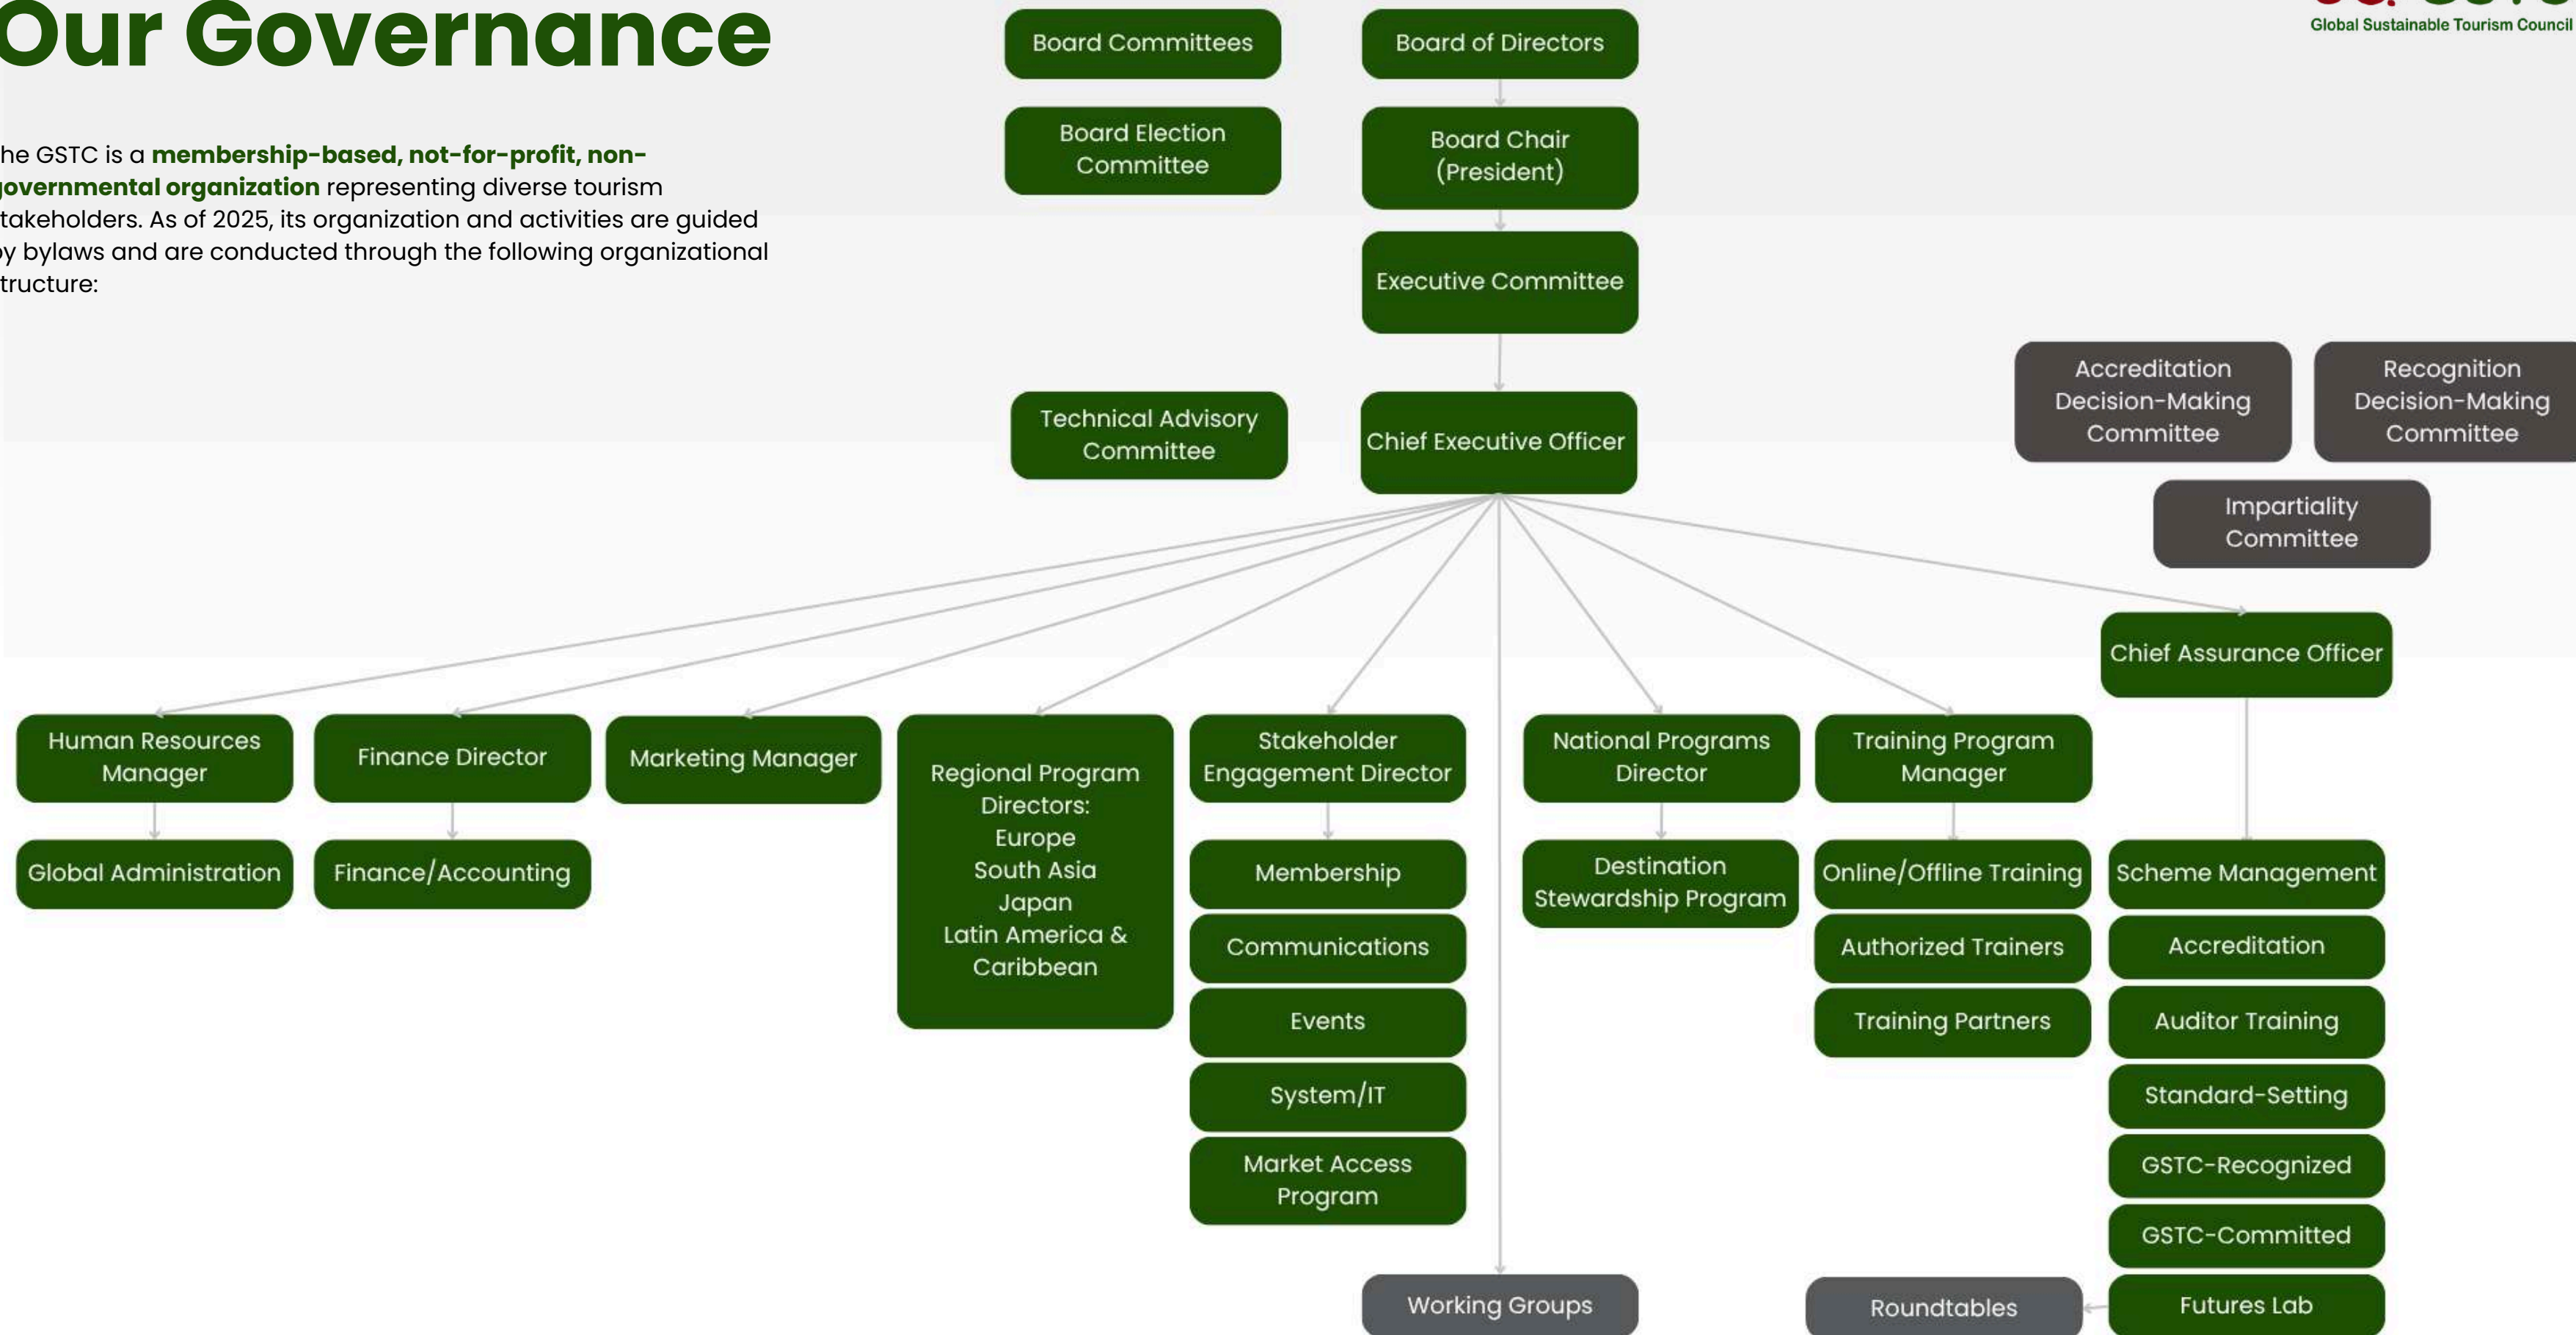 Our Governance
Global Sustainable Tourism Council
he GSTC is a membership-based, not-for-profit, non-
governmental organization representing diverse tourism
takeholders. As of 2025, its organization and activities are guided
by bylaws and are conducted through the following organizational
tructure:
Board Committees
Board of Directors
Board Election
Committee
Board Chair
(President)
Executive Committee
Technical Advisory
Committee
Chief Executive Officer
Accreditation
Decision-Making
Committee
Recognition
Decision-Making
Committee
Impartiality
Committee
Chief Assurance Officer
Human Resources
Manager
Finance Director
Marketing Manager
Regional Program
Directors:
Europe
South Asia
Japan
Latin America &
Caribbean
Stakeholder
Engagement Director
National Programs
Director
Training Program
Manager
Global Administration
Finance/Accounting
Membership
Communications
Events
System/IT
Market Access
Program
Destination
Stewardship Program
Online/Offline Training
Authorized Trainers
Training Partners
Scheme Management
Accreditation
Auditor Training
Standard-Setting
GSTC-Recognized
GSTC-Committed
Futures Lab
Working Groups
Roundtables